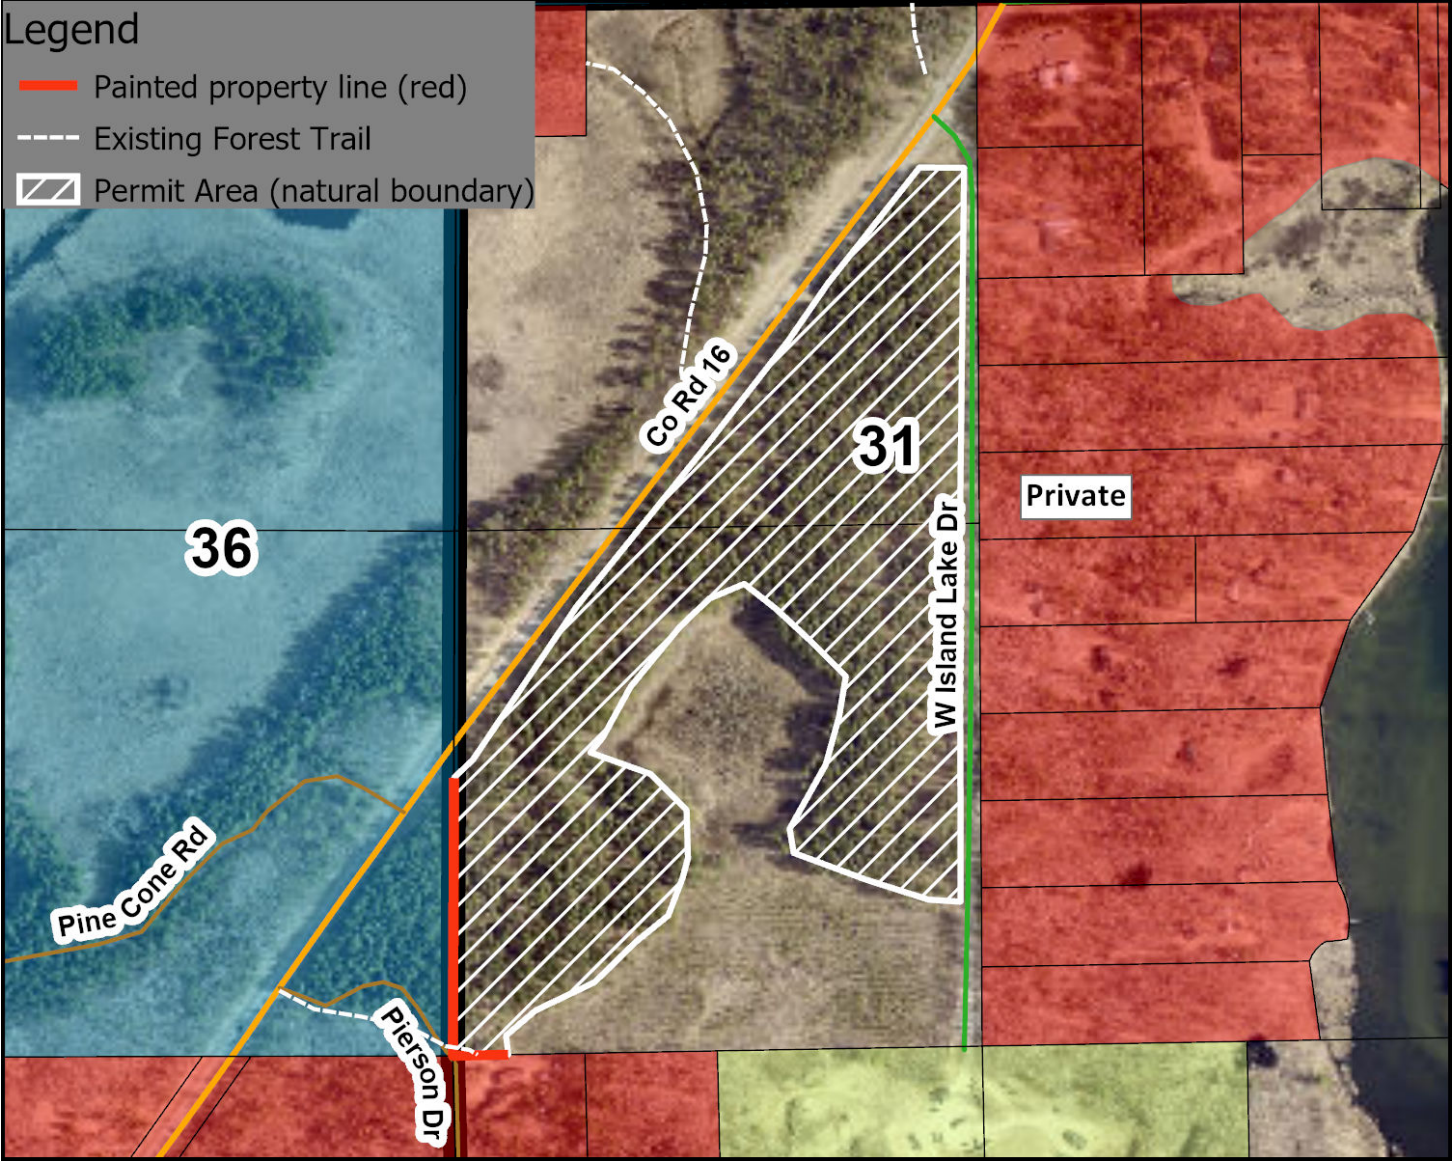 Legend
Painted property line (red)
Existing Forest Trail
Permit Area (natural boundary)
Co Rd 16
31
Private
36
W Island Lake Dr
Pine Cone Rd
Pierson Dr